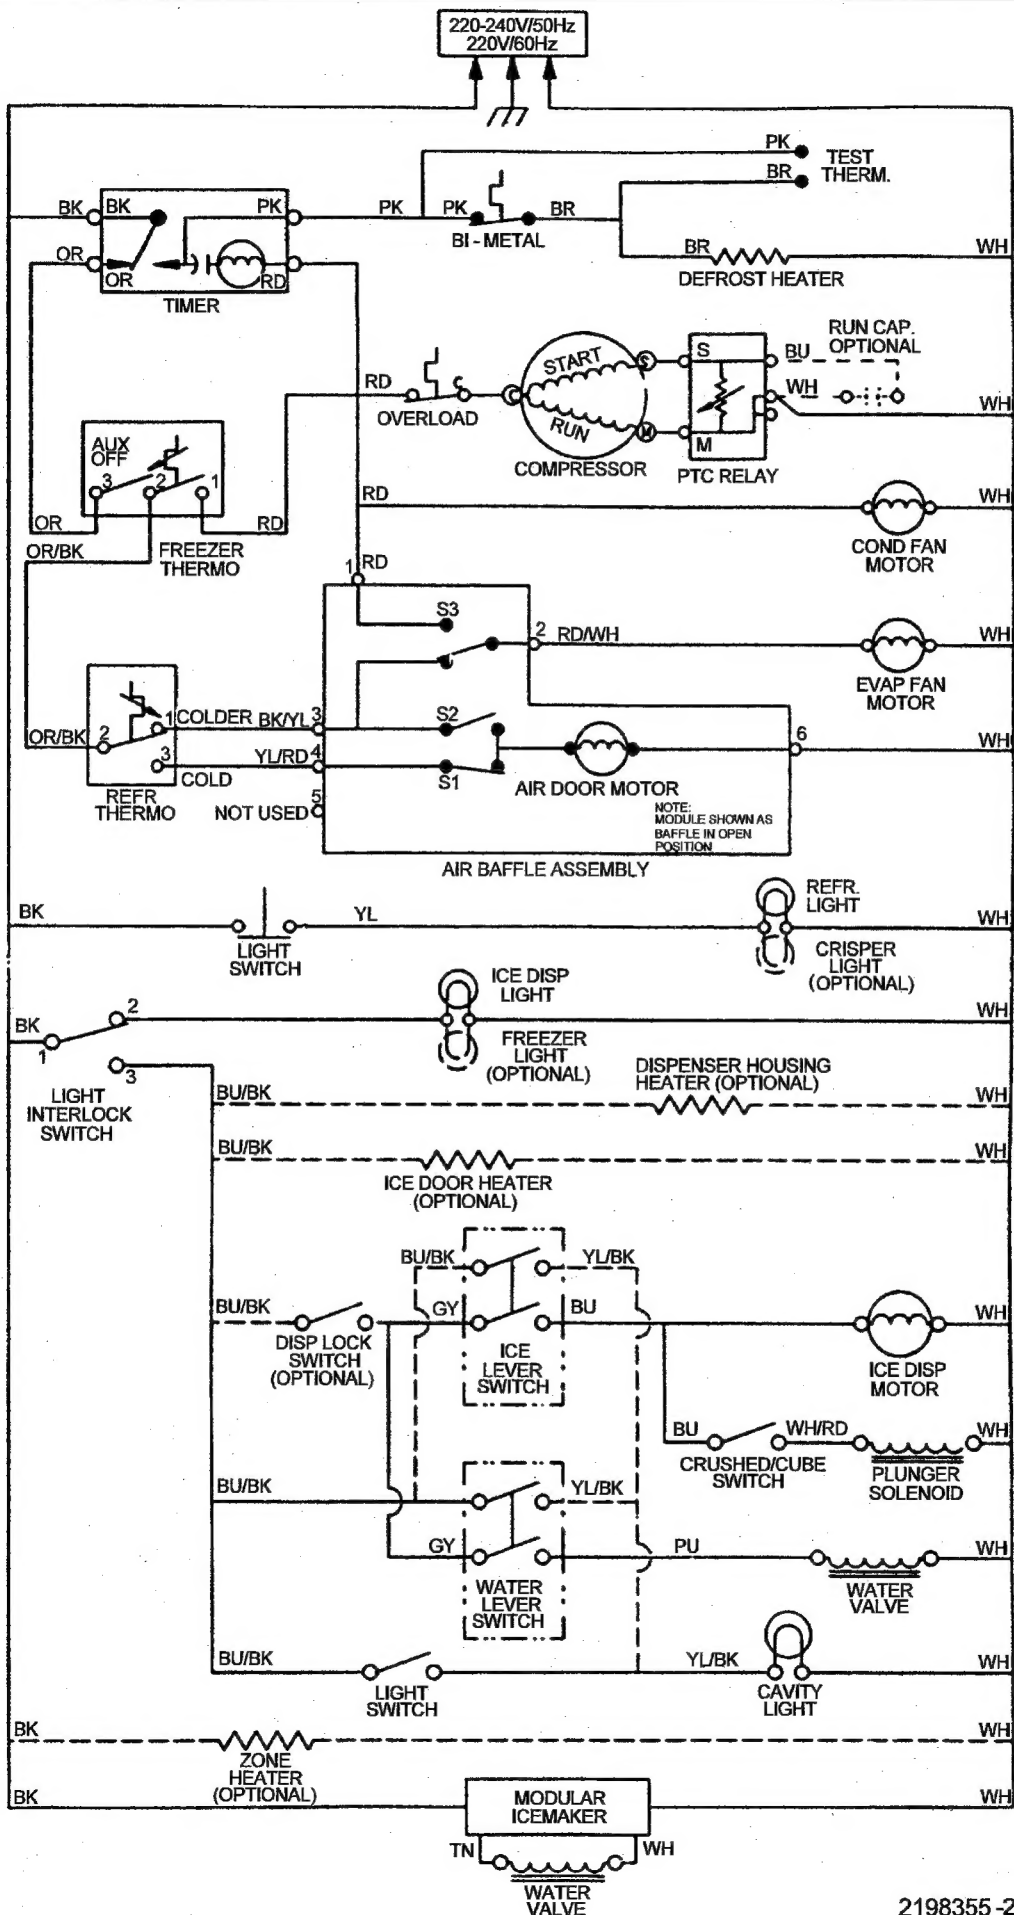 220-240V/50Hz
220V/60Hz
PK
TEST
THERM.
BR
BK
BK
PK
PK
PK
BR
BI - METAL
BR
WH
DEFROST HEATER
OR
OR
RD
TIMER
RUN CAP.
OPTIONAL
START
S
S
BU
RD
WH
OVERLOAD
C
RUN
M
M
WH
COMPRESSOR
PTC RELAY
AUX
OFF
3
2
1
OR
RD
RD
WH
OR/BK
FREEZER
THERMO
COND FAN
MOTOR
1
RD
S3
2
RD/WH
WH
EVAP FAN
MOTOR
1
COLDER
BK/YL
3
S2
6
OR/BK
2
WH
3
COLD
YL/RD
4
S1
AIR DOOR MOTOR
REFR
THERMO
NOT USED
5
NOTE:
MODULE SHOWN AS
BAFFLE IN OPEN
POSITION
AIR BAFFLE ASSEMBLY
REFR.
LIGHT
BK
YL
WH
LIGHT
SWITCH
CRISPER
LIGHT
(OPTIONAL)
ICE DISP
LIGHT
2
WH
BK
1
FREEZER
LIGHT
(OPTIONAL)
3
LIGHT
INTERLOCK
SWITCH
DISPENSER HOUSING
HEATER (OPTIONAL)
BU/BK
WH
BU/BK
WH
ICE DOOR HEATER
(OPTIONAL)
BU/BK
YL/BK
BU/BK
GY
BU
WH
DISP LOCK
SWITCH
(OPTIONAL)
ICE
LEVER
SWITCH
ICE DISP
MOTOR
BU
WH/RD
WH
CRUSHED/CUBE
SWITCH
PLUNGER
SOLENOID
BU/BK
YL/BK
GY
PU
WH
WATER
LEVER
SWITCH
WATER
VALVE
BU/BK
YL/BK
WH
LIGHT
SWITCH
CAVITY
LIGHT
BK
WH
ZONE
HEATER
(OPTIONAL)
BK
MODULAR
ICEMAKER
WH
TN
WH
WATER
VALVE
2198355 -2